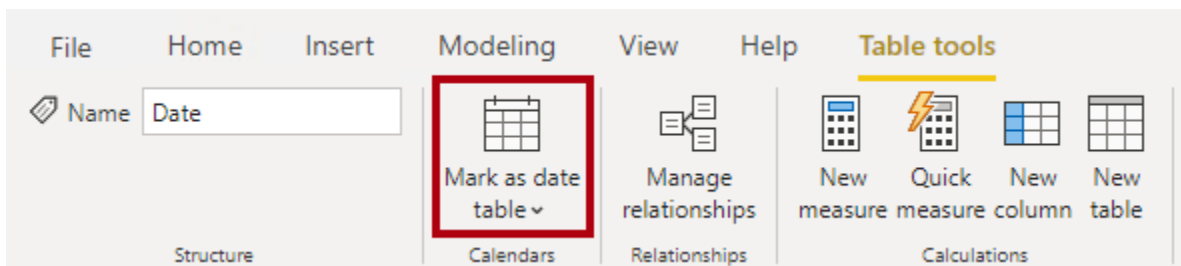 File Home Insert Modeling View Help Table tools
Name Date
Mark as date table
Manage relationships
New measure
Quick measure
New column
New table
Structure Calendars Relationships Calculations